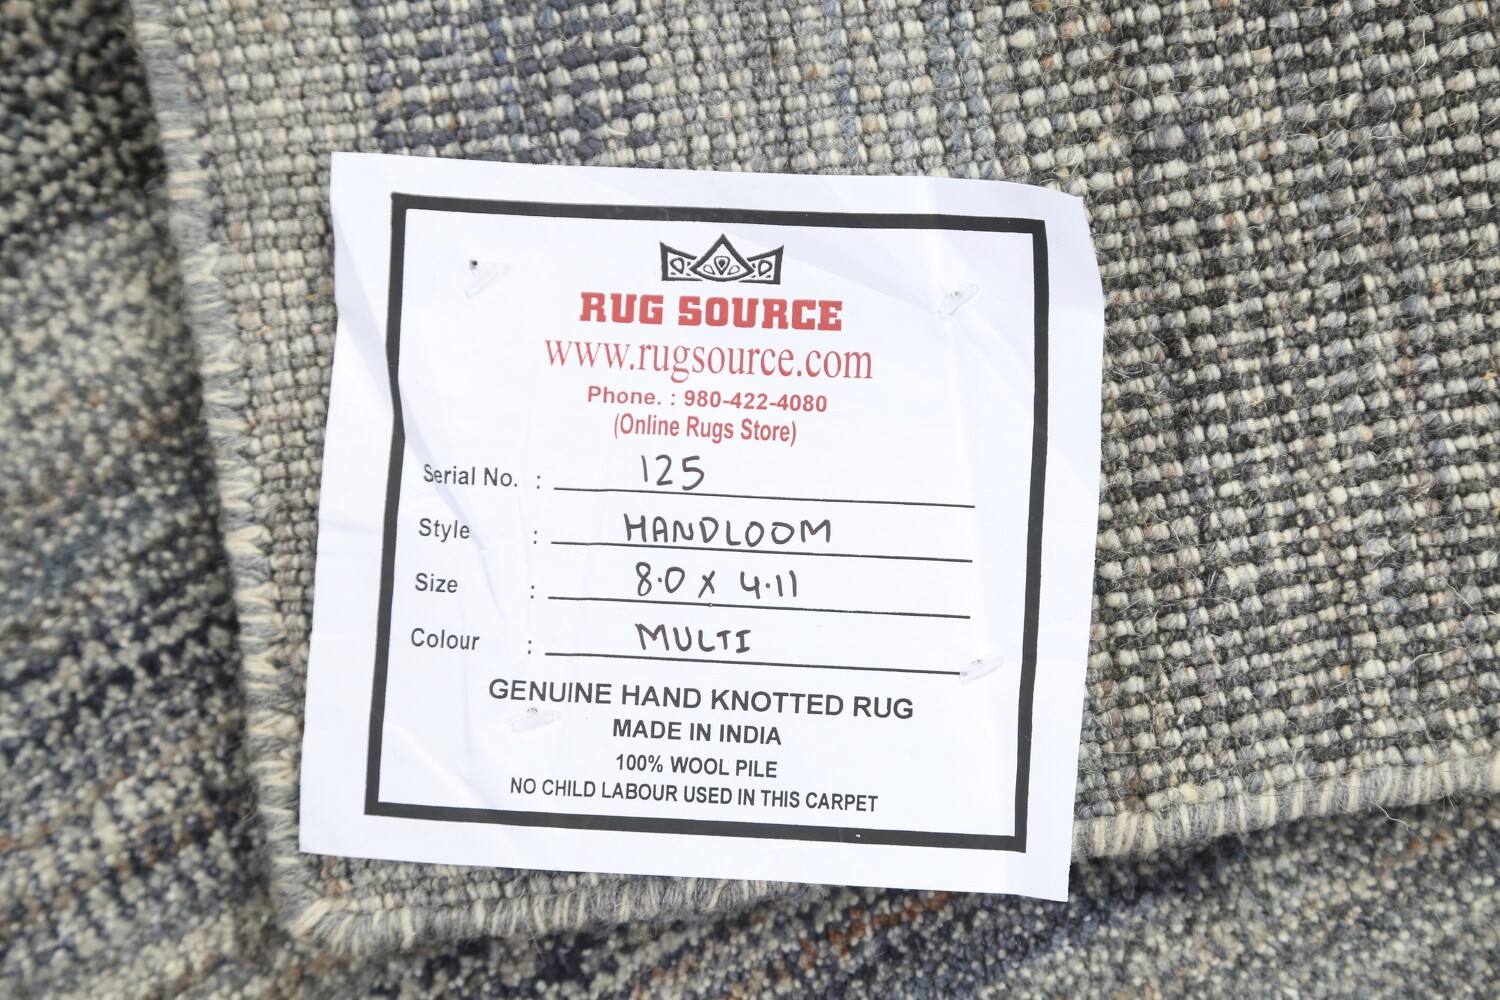 RUG SOURCE
www.rugsource.com
Phone. : 980-422-4080
(Online Rugs Store)
Serial No. : 125
Style : HANDLOOM
Size : 8.0 x 4.11
Colour : MULTI
GENUINE HAND KNOTTED RUG
MADE IN INDIA
100% WOOL PILE
NO CHILD LABOUR USED IN THIS CARPET